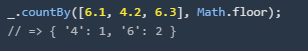 _.countBy([6.1, 4.2, 6.3], Math.floor);
// => { '4': 1, '6': 2 }